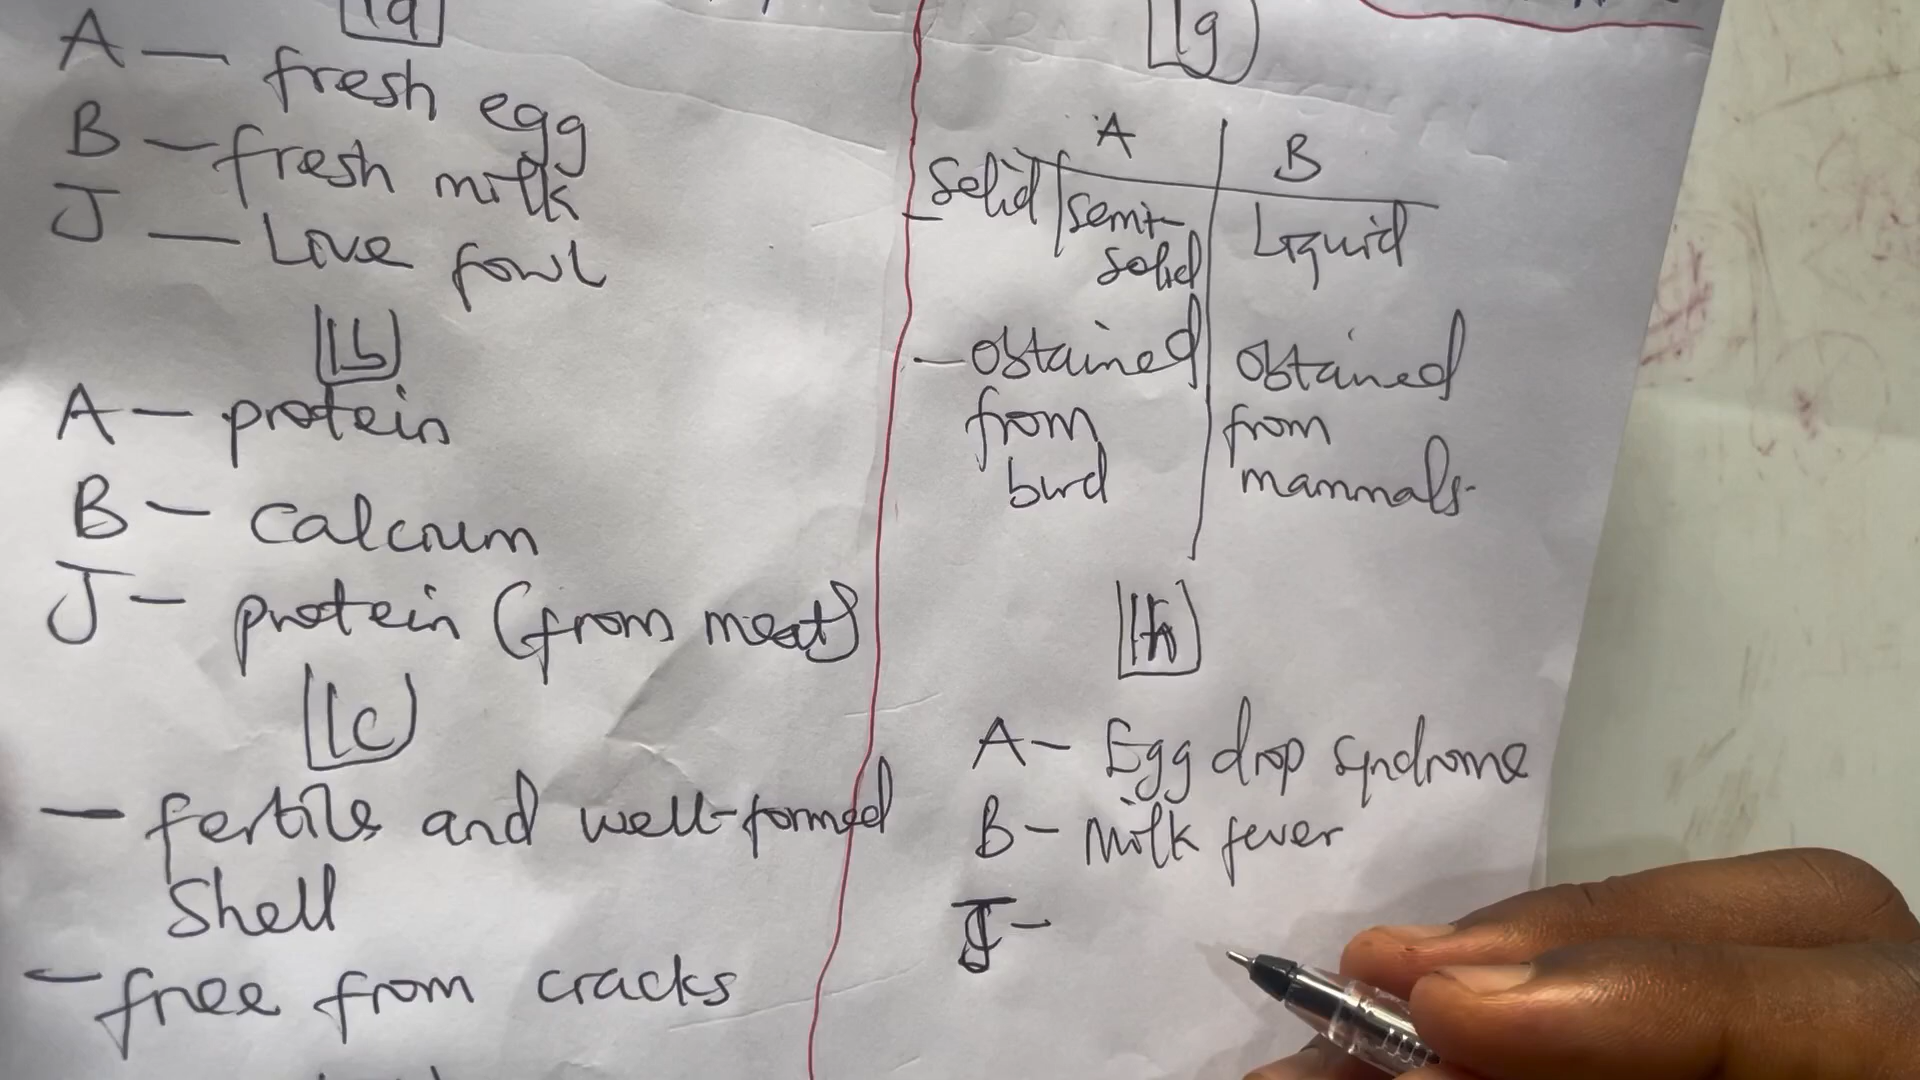 1a
A — fresh egg
B — fresh milk
J — Live fowl
1b
A — protein
B — calcium
J — protein (from meat)
1c
— fertile and well-formed
shell
— free from cracks
1g
A | B
Solid | semi-
solid | Liquid
— obtained
from
bird
obtained
from
mammals.
1h
A — Egg drop syndrome
B — Milk fever
J —